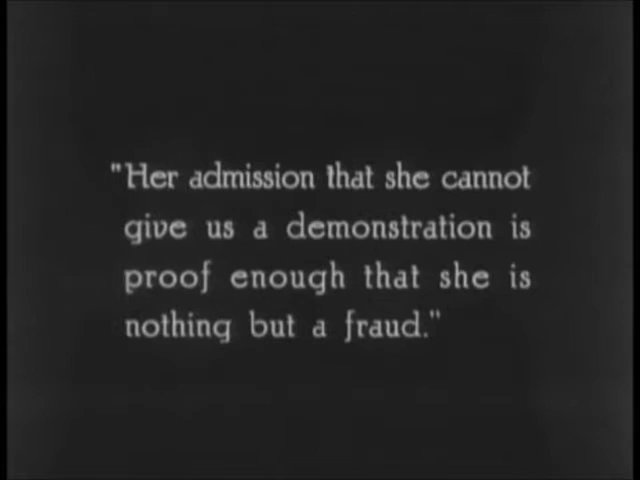 "Her admission that she cannot
give us a demonstration is
proof enough that she is
nothing but a fraud."